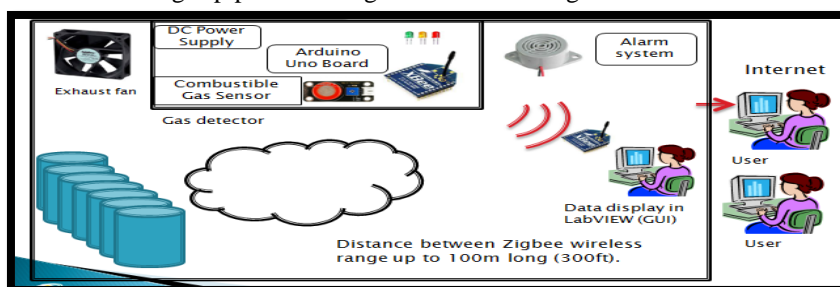 DC Power
Supply
Arduino
Uno Board
Combustible
Gas Sensor
Exhaust fan
Gas detector
XBee
Alarm
system
Internet
User
Data display in
LabVIEW (GUI)
User
Distance between Zigbee wireless
range up to 100m long (300ft).